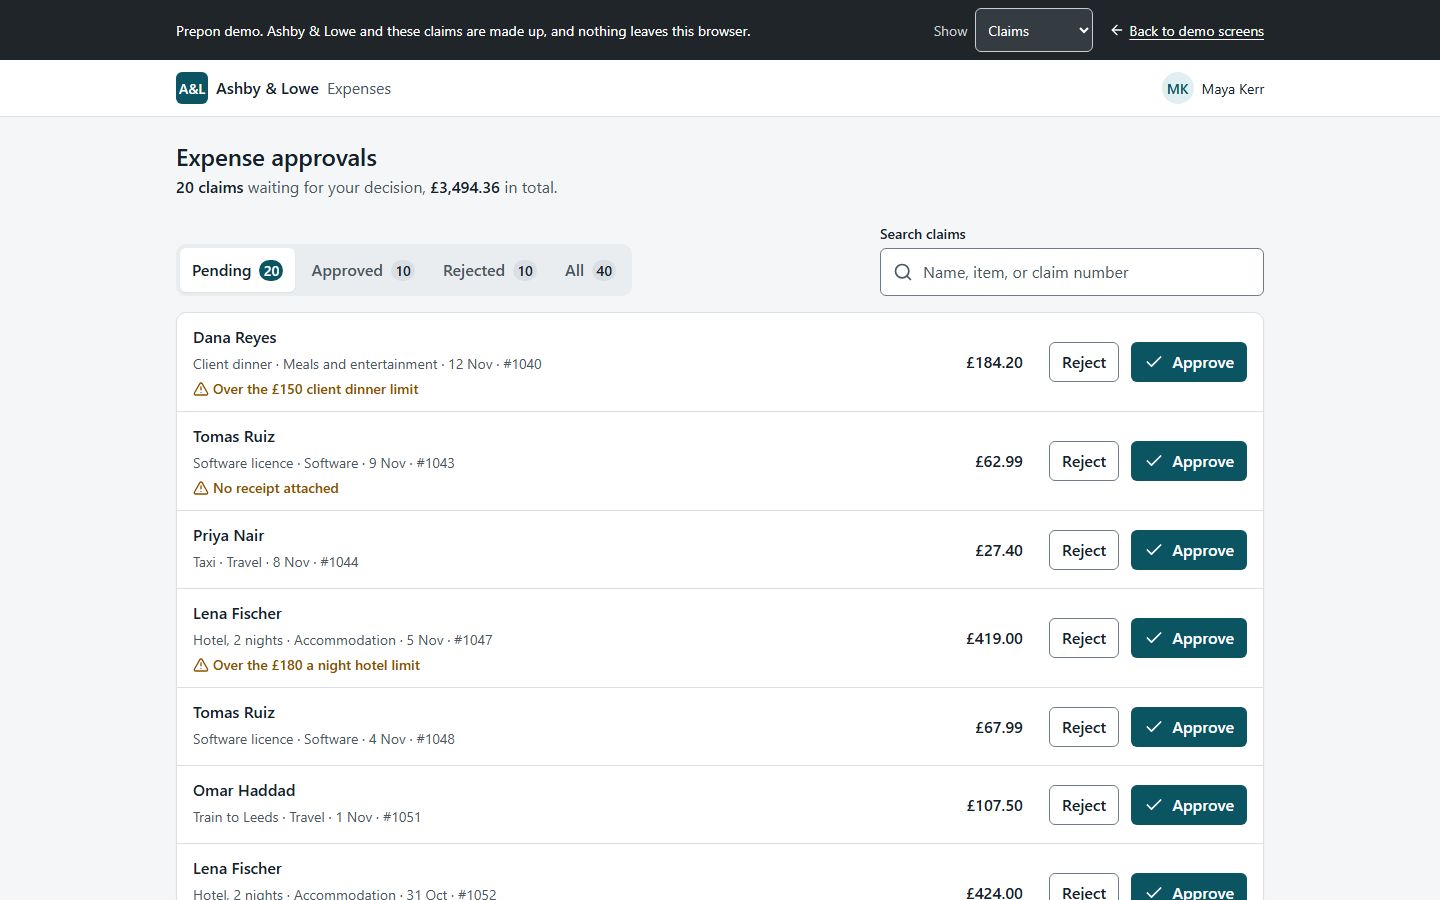 Prepon demo. Ashby & Lowe and these claims are made up, and nothing leaves this browser.
Show
Claims
Back to demo screens
A&L
Ashby & Lowe Expenses
MK
Maya Kerr
Expense approvals
20 claims waiting for your decision, £3,494.36 in total.
Pending 20
Approved 10
Rejected 10
All 40
Search claims
Name, item, or claim number
Dana Reyes
Client dinner · Meals and entertainment · 12 Nov · #1040
Over the £150 client dinner limit
£184.20
Reject
Approve
Tomas Ruiz
Software licence · Software · 9 Nov · #1043
No receipt attached
£62.99
Reject
Approve
Priya Nair
Taxi · Travel · 8 Nov · #1044
£27.40
Reject
Approve
Lena Fischer
Hotel, 2 nights · Accommodation · 5 Nov · #1047
Over the £180 a night hotel limit
£419.00
Reject
Approve
Tomas Ruiz
Software licence · Software · 4 Nov · #1048
£67.99
Reject
Approve
Omar Haddad
Train to Leeds · Travel · 1 Nov · #1051
£107.50
Reject
Approve
Lena Fischer
Hotel, 2 nights · Accommodation · 31 Oct · #1052
£424.00
Reject
Approve